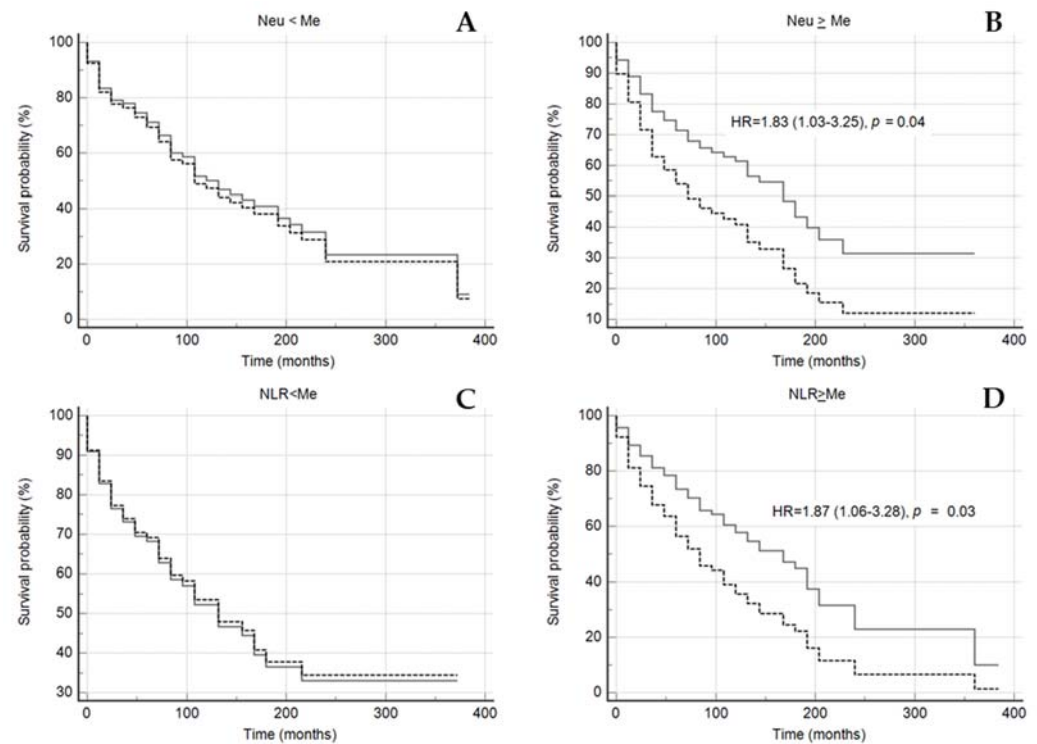 Neu < Me
A
Survival probability (%)
100
80
60
40
20
0
0 100 200 300 400
Time (months)
Neu ≥ Me
B
Survival probability (%)
100
90
80
70
60
50
40
30
20
10
HR=1.83 (1.03-3.25), p = 0.04
0 100 200 300 400
Time (months)
NLR<Me
C
Survival probability (%)
100
90
80
70
60
50
40
30
0 100 200 300 400
Time (months)
NLR≥Me
D
Survival probability (%)
100
80
60
40
20
0
HR=1.87 (1.06-3.28), p = 0.03
0 100 200 300 400
Time (months)